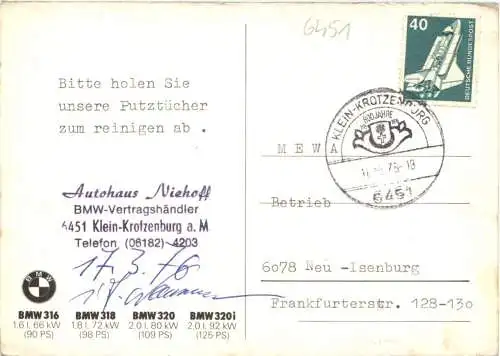 6451
40
DEUTSCHE BUNDESPOST
Bitte holen Sie
unsere Putztücher
zum reinigen ab .
KLEIN-KROTZENBURG
JAHRE
6451
M E W A
Betrieb
6078 Neu -Isenburg
Frankfurterstr. 128-130
Autohaus Niehoff
BMW-Vertragshändler
6451 Klein-Krotzenburg a. M
Telefon (06182) 4203
17.3.76
BMW
BMW 316 BMW 318 BMW 320 BMW 320i
1.6 l. 66 kW 1.8 l. 72 kW 2.0 l. 80 kW 2.0 l. 92 kW
(90 PS) (98 PS) (109 PS) (125 PS)